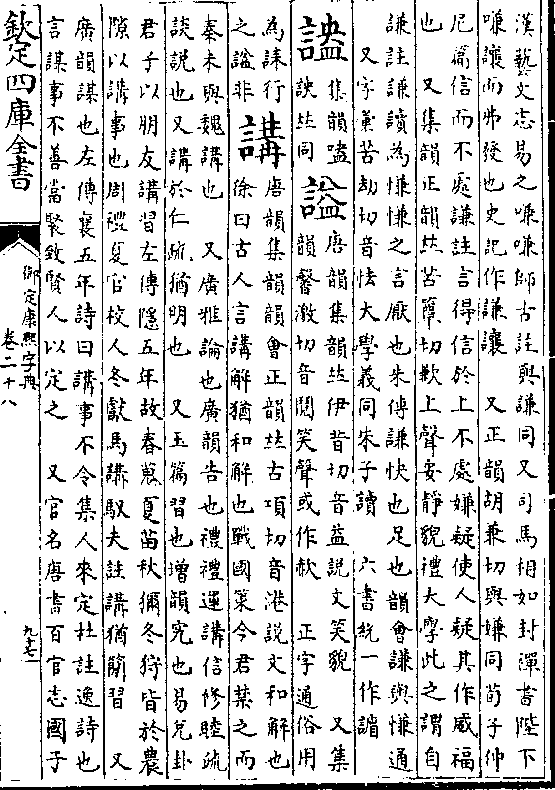 漢藝文志易之嗛嗛師古註與謙同又司馬相如封禪書陛下
嗛讓而弗發也史記作謙讓　又正韻胡兼切與嫌同荀子仲
尼篇信而不處謙註言得信於上不處嫌疑使人疑其作威福
也　又集韻正韻𠀤苦簟切歉上聲安靜貌禮大學此之謂自
謙註謙讀為慊慊之言厭也朱傳謙快也足也韻會謙與慊通
又字彙苦劫切音怯大學義同朱子讀　六書統一作䛯
譡集韻嗑
諡唐韻集韻𠀤伊昔切音益說文笑貌　又集
韻馨激切音鬩笑聲或作㰨　正字通俗用
為誄行
之諡非
講徐曰古人言講解猶和解也戰國策今君禁之而
唐韻集韻韻會正韻𠀤古項切音港說文和解也
秦未與魏講也　又廣雅論也廣韻告也禮禮運講信修睦疏
談說也又講於仁疏猶明也　又玉篇習也增韻究也易兌卦
君子以朋友講習左傳隱五年故春蒐夏苗秋獮冬狩皆於農
隙以講事也周禮夏官校人冬獻馬講馭夫註講猶簡習　又
廣韻謀也左傳襄五年詩曰講事不令集人來定杜註逸詩也
言謀事不善當聚致賢人以定之　又官名唐書百官志國子
欽定四庫全書
御定康熙字典
卷二十八